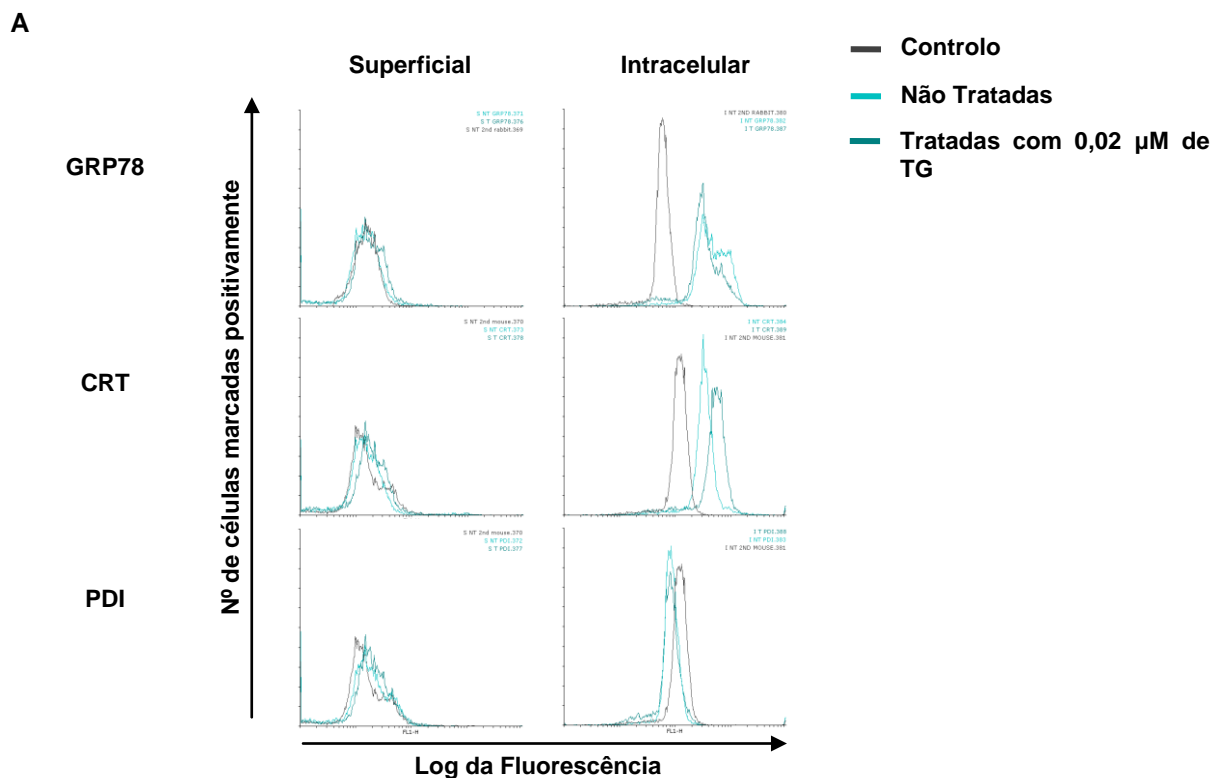 A
Superficial
Intracelular
Controlo
Não Tratadas
Tratadas com 0,02 µM de
TG
GRP78
CRT
PDI
Nº de células marcadas positivamente
S NT GRP78.371
S T GRP78.376
S NT 2nd rabbit.369
I NT 2ND RABBIT.380
I NT GRP78.382
I T GRP78.387
S NT 2nd mouse.370
S NT CRT.373
S T CRT.378
I NT CRT.384
I T CRT.389
I NT 2ND MOUSE.381
S NT 2nd mouse.370
S NT PDI.372
S T PDI.377
I T PDI.388
I NT PDI.383
I NT 2ND MOUSE.381
FL1-H
FL1-H
Log da Fluorescência